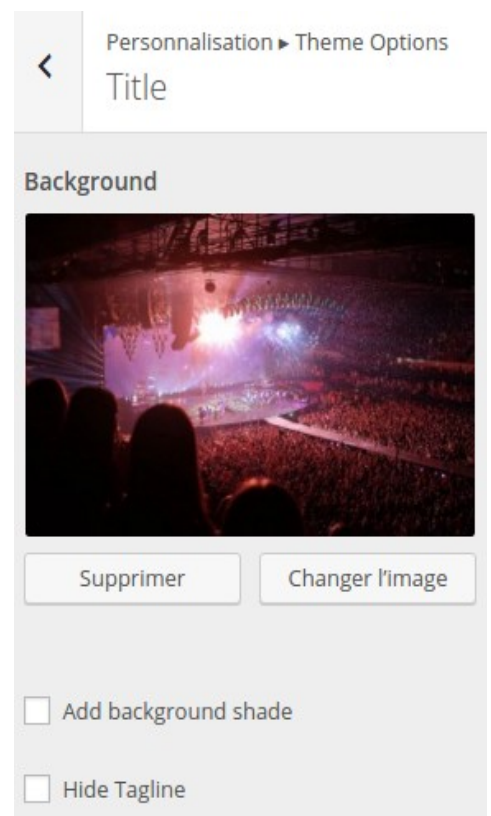 Personnalisation ▸ Theme Options
Title
Background
Supprimer
Changer l’image
Add background shade
Hide Tagline